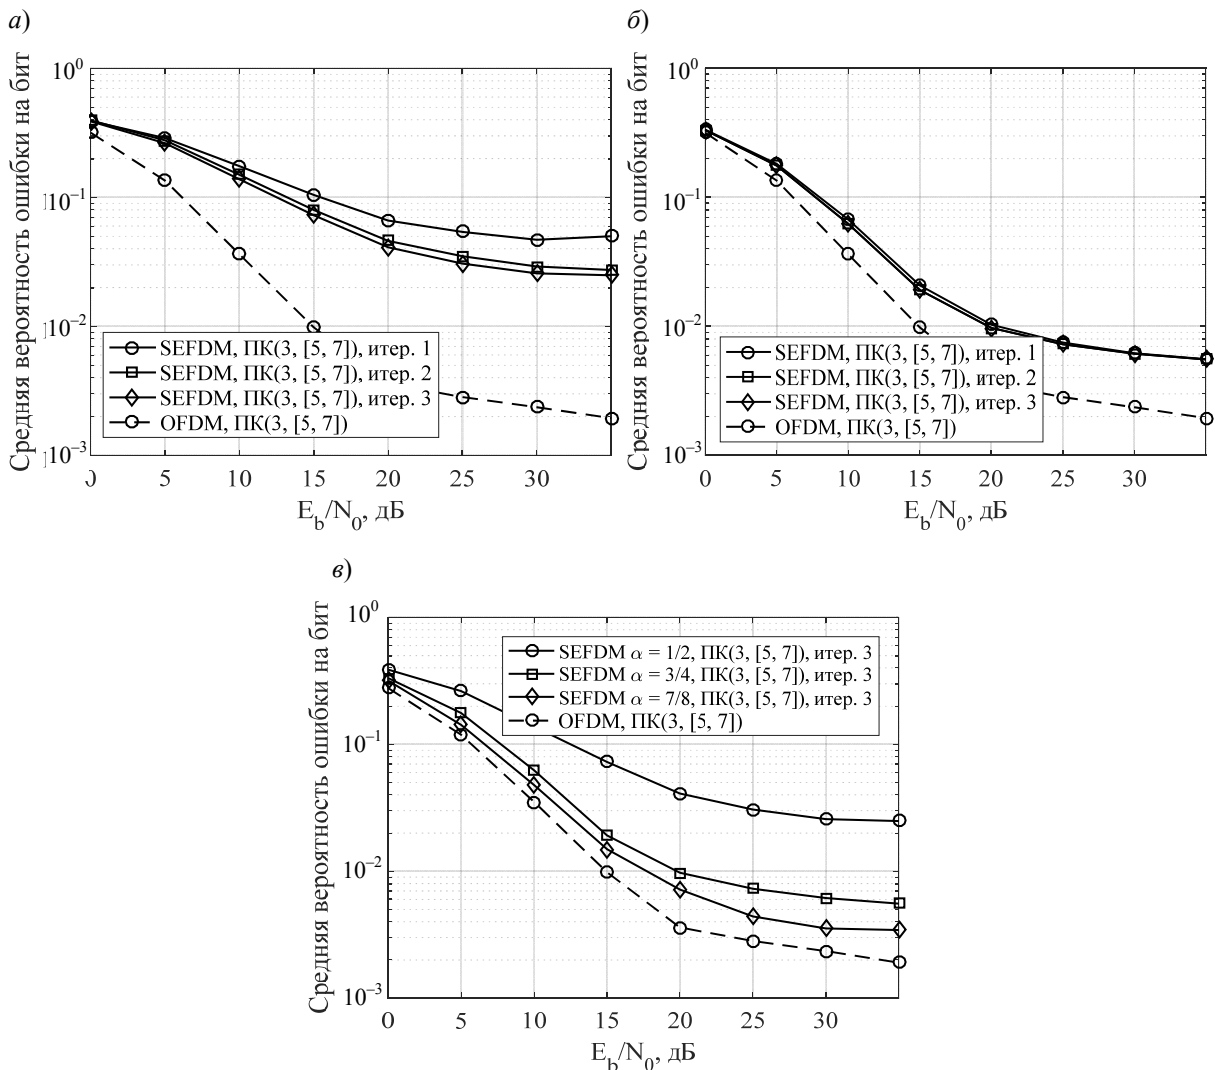 а)
Средняя вероятность ошибки на бит
10⁰
10⁻¹
10⁻²
10⁻³
SEFDM, ПК(3, [5, 7]), итер. 1
SEFDM, ПК(3, [5, 7]), итер. 2
SEFDM, ПК(3, [5, 7]), итер. 3
OFDM, ПК(3, [5, 7])
0 5 10 15 20 25 30
E_b/N_0, дБ
б)
Средняя вероятность ошибки на бит
10⁰
10⁻¹
10⁻²
10⁻³
SEFDM, ПК(3, [5, 7]), итер. 1
SEFDM, ПК(3, [5, 7]), итер. 2
SEFDM, ПК(3, [5, 7]), итер. 3
OFDM, ПК(3, [5, 7])
0 5 10 15 20 25 30
E_b/N_0, дБ
в)
Средняя вероятность ошибки на бит
10⁰
10⁻¹
10⁻²
10⁻³
SEFDM α = 1/2, ПК(3, [5, 7]), итер. 3
SEFDM α = 3/4, ПК(3, [5, 7]), итер. 3
SEFDM α = 7/8, ПК(3, [5, 7]), итер. 3
OFDM, ПК(3, [5, 7])
0 5 10 15 20 25 30
E_b/N_0, дБ